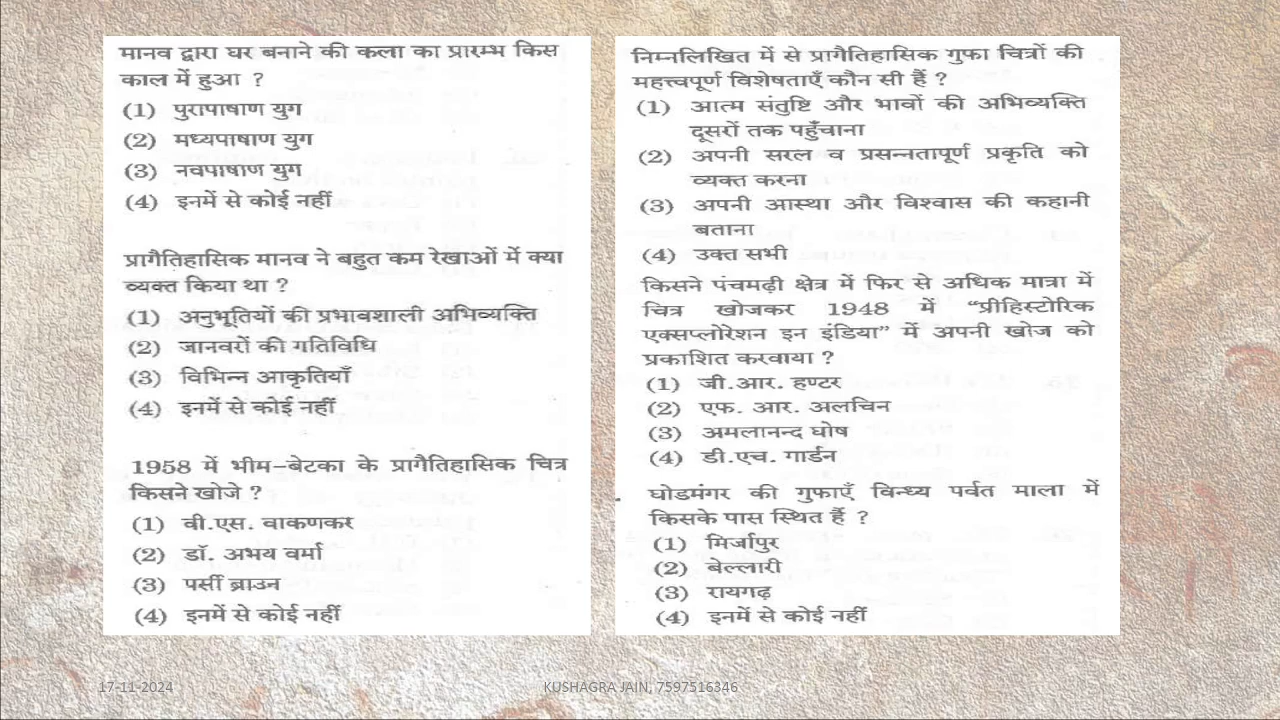 मानव द्वारा घर बनाने की कला का प्रारम्भ किस
काल में हुआ ?
(1) पुरापाषाण युग
(2) मध्यपाषाण युग
(3) नवपाषाण युग
(4) इनमें से कोई नहीं
प्रागैतिहासिक मानव ने बहुत कम रेखाओं में क्या
व्यक्त किया था ?
(1) अनुभूतियों की प्रभावशाली अभिव्यक्ति
(2) जानवरों की गतिविधि
(3) विभिन्न आकृतियाँ
(4) इनमें से कोई नहीं
1958 में भीम-बेटका के प्रागैतिहासिक चित्र
किसने खोजे ?
(1) वी.एस. वाकणकर
(2) डॉ. अभय वर्मा
(3) पर्सी ब्राउन
(4) इनमें से कोई नहीं
निम्नलिखित में से प्रागैतिहासिक गुफा चित्रों की
महत्त्वपूर्ण विशेषताएँ कौन सी हैं ?
(1) आत्म संतुष्टि और भावों की अभिव्यक्ति
दूसरों तक पहुँचाना
(2) अपनी सरल व प्रसन्नतापूर्ण प्रकृति को
व्यक्त करना
(3) अपनी आस्था और विश्वास की कहानी
बताना
(4) उक्त सभी
किसने पंचमढ़ी क्षेत्र में फिर से अधिक मात्रा में
चित्र खोजकर 1948 में “प्रीहिस्टोरिक
एक्सप्लोरेशन इन इंडिया” में अपनी खोज को
प्रकाशित करवाया ?
(1) जी.आर. हण्टर
(2) एफ. आर. अलचिन
(3) अमलानन्द घोष
(4) डी.एच. गार्डन
घोडमंगर की गुफाएँ विन्ध्य पर्वत माला में
किसके पास स्थित हैं ?
(1) मिर्जापुर
(2) बेल्लारी
(3) रायगढ़
(4) इनमें से कोई नहीं
17-11-2024
KUSHAGRA JAIN, 7597516346